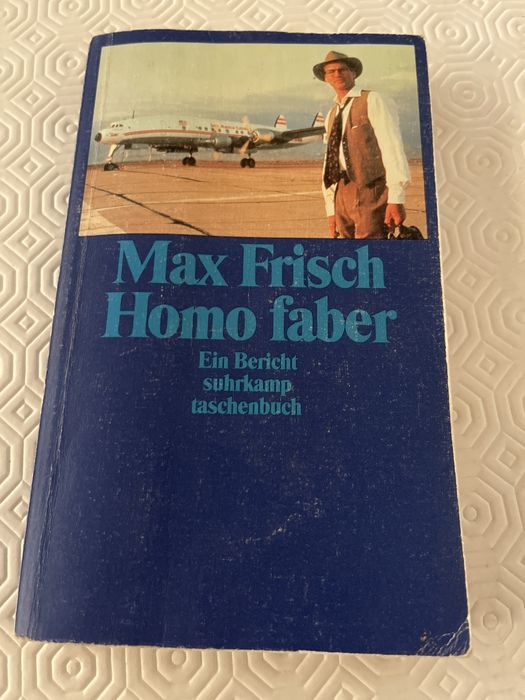 Max Frisch
Homo faber
Ein Bericht
suhrkamp
taschenbuch